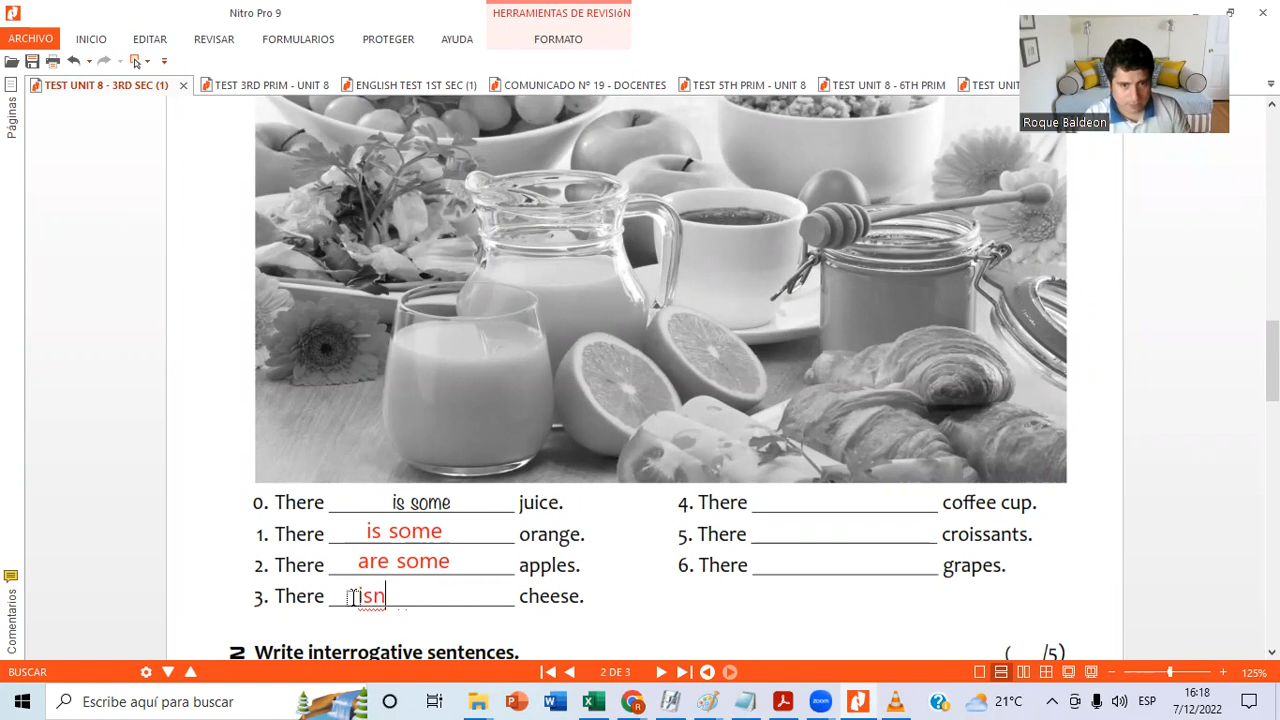 Nitro Pro 9
HERRAMIENTAS DE REVISIóN
ARCHIVO INICIO EDITAR REVISAR FORMULARIOS PROTEGER AYUDA FORMATO
TEST UNIT 8 - 3RD SEC (1) TEST 3RD PRIM - UNIT 8 ENGLISH TEST 1ST SEC (1) COMUNICADO N° 19 - DOCENTES TEST 5TH PRIM - UNIT 8 TEST UNIT 8 - 6TH PRIM TEST UNIT
Páginas
Roque Baldeon
0. There is some juice.
1. There is some orange.
2. There are some apples.
3. There isn cheese.
4. There ____ coffee cup.
5. There ____ croissants.
6. There ____ grapes.
Write interrogative sentences. ( /5)
Comentarios
BUSCAR 2 DE 3 125%
Escribe aquí para buscar 21°C ESP 16:18
7/12/2022